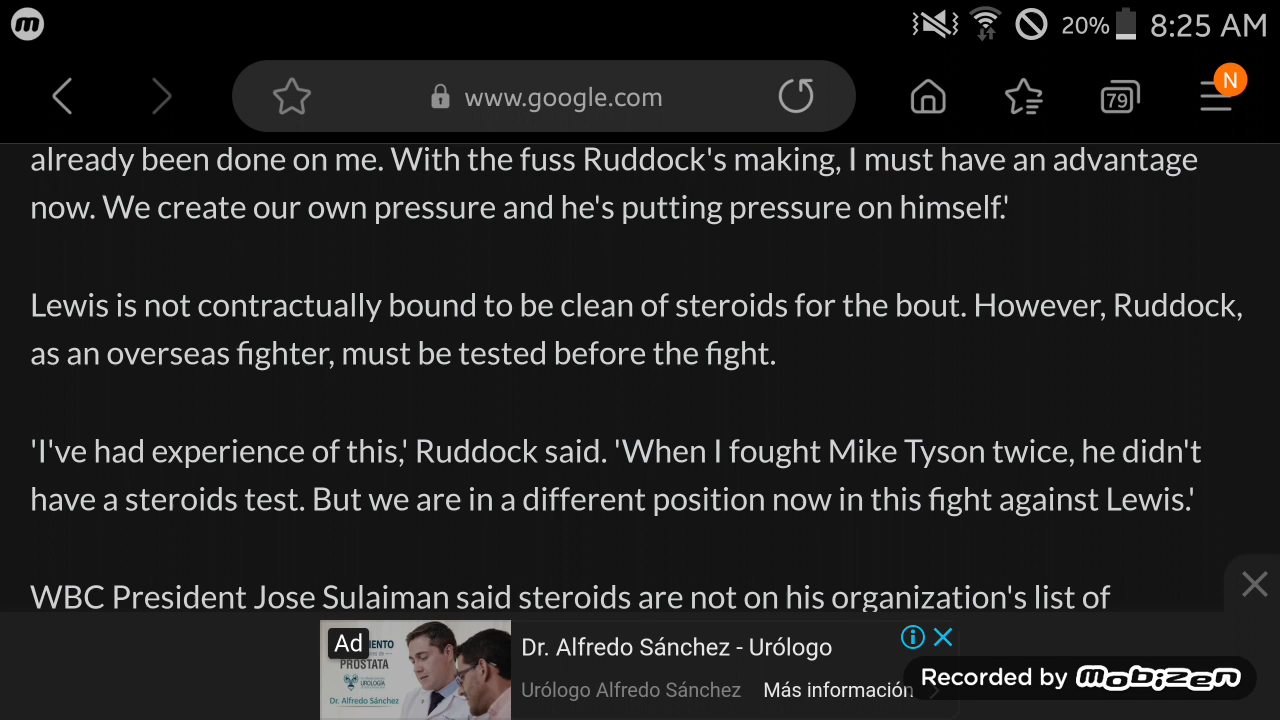 m
20%
8:25 AM
www.google.com
79
N
already been done on me. With the fuss Ruddock's making, I must have an advantage
now. We create our own pressure and he's putting pressure on himself.'
Lewis is not contractually bound to be clean of steroids for the bout. However, Ruddock,
as an overseas fighter, must be tested before the fight.
'I've had experience of this,' Ruddock said. 'When I fought Mike Tyson twice, he didn't
have a steroids test. But we are in a different position now in this fight against Lewis.'
WBC President Jose Sulaiman said steroids are not on his organization's list of
Ad
PROSTATA
UROLOGIA
Dr. Alfredo Sánchez
Dr. Alfredo Sánchez - Urólogo
Urólogo Alfredo Sánchez
Más información
Recorded by mobizen